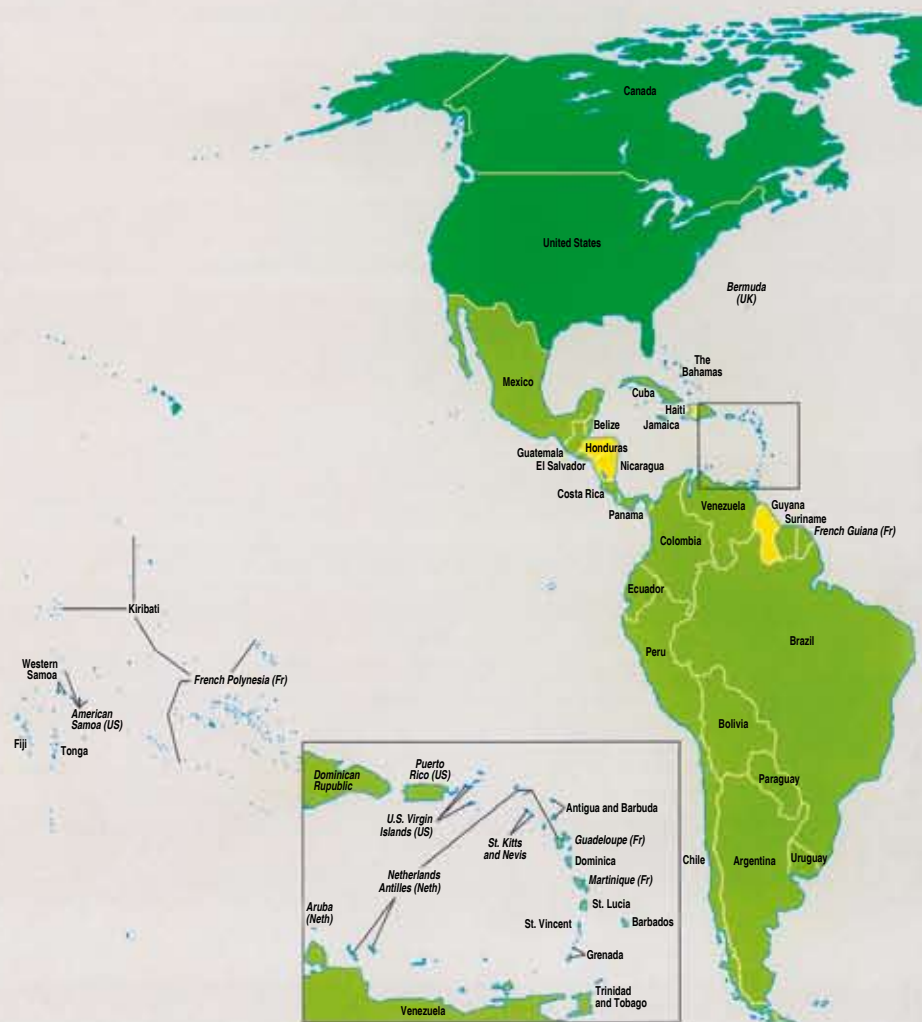 Canada
United States
Bermuda
(UK)
The
Bahamas
Mexico
Cuba
Haiti
Jamaica
Belize
Honduras
Guatemala
El Salvador
Nicaragua
Costa Rica
Panama
Venezuela
Guyana
Suriname
French Guiana (Fr)
Colombia
Ecuador
Kiribati
Brazil
Peru
Western
Samoa
French Polynesia (Fr)
American
Samoa (US)
Fiji
Tonga
Bolivia
Paraguay
Chile
Argentina
Uruguay
Dominican
Rupublic
Puerto
Rico (US)
U.S. Virgin
Islands (US)
Antigua and Barbuda
St. Kitts
and Nevis
Guadeloupe (Fr)
Dominica
Netherlands
Antilles (Neth)
Martinique (Fr)
Aruba
(Neth)
St. Lucia
St. Vincent
Barbados
Grenada
Trinidad
and Tobago
Venezuela